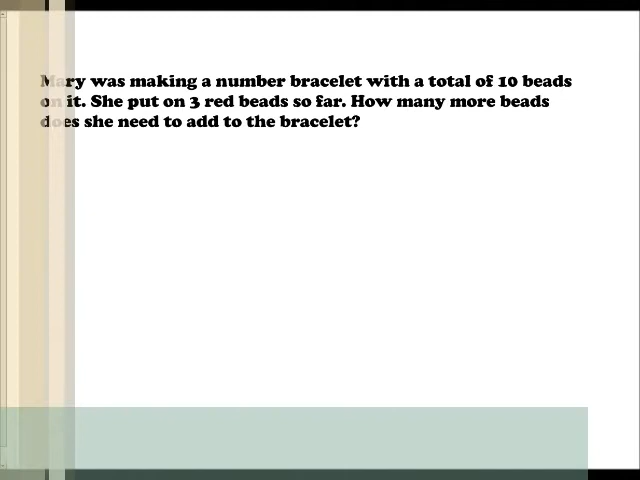 Mary was making a number bracelet with a total of 10 beads
on it. She put on 3 red beads so far. How many more beads
does she need to add to the bracelet?